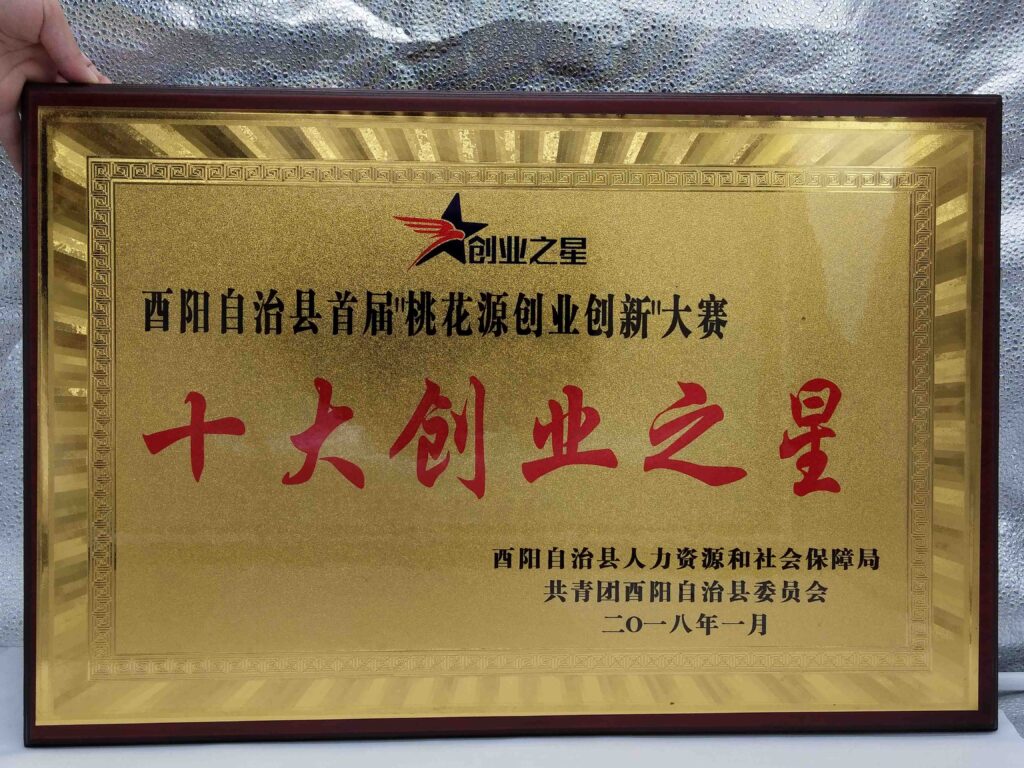 创业之星
酉阳自治县首届"桃花源创业创新"大赛
十大创业之星
酉阳自治县人力资源和社会保障局
共青团酉阳自治县委员会
二O一八年一月